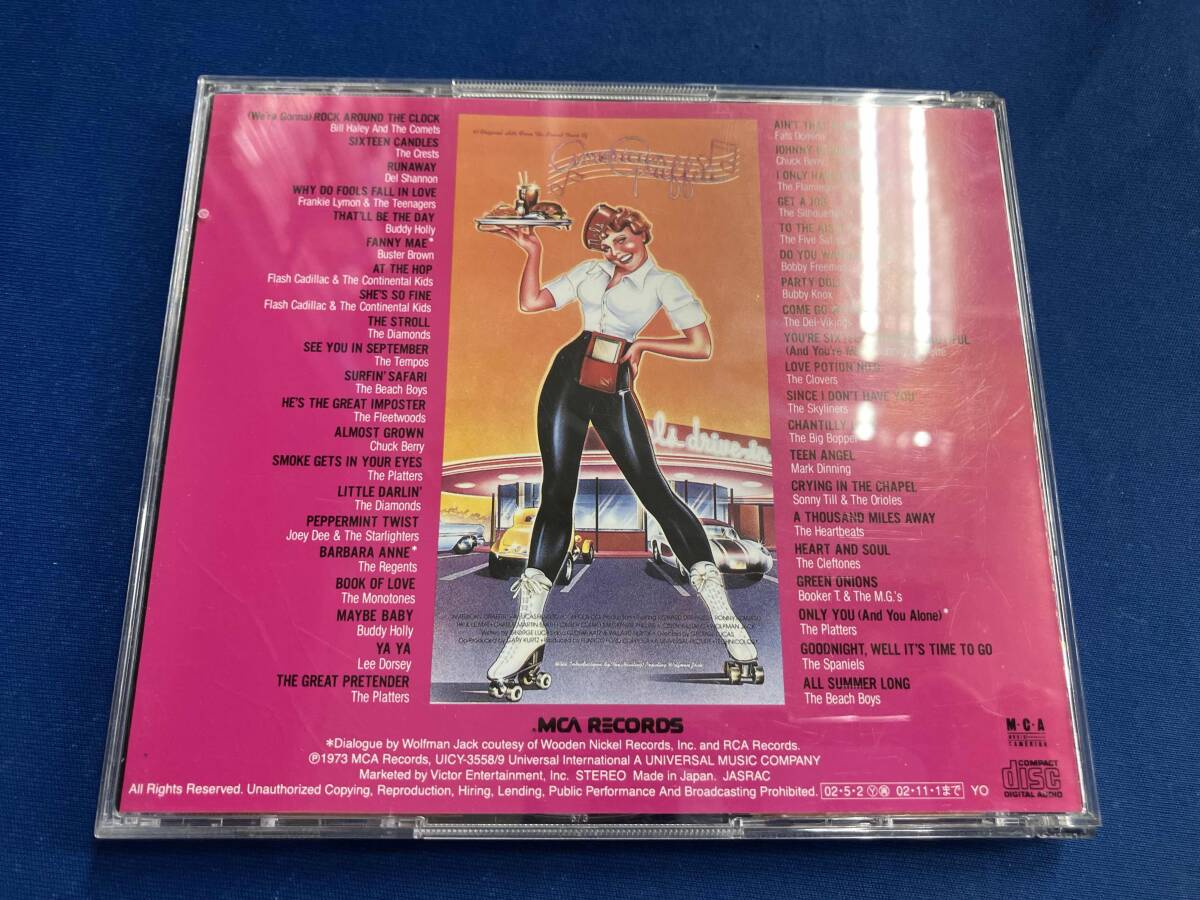 (We're Gonna) ROCK AROUND THE CLOCK
Bill Haley And The Comets
SIXTEEN CANDLES
The Crests
RUNAWAY
Del Shannon
WHY DO FOOLS FALL IN LOVE
Frankie Lymon & The Teenagers
THAT'LL BE THE DAY
Buddy Holly
FANNY MAE*
Buster Brown
AT THE HOP
Flash Cadillac & The Continental Kids
SHE'S SO FINE
Flash Cadillac & The Continental Kids
THE STROLL
The Diamonds
SEE YOU IN SEPTEMBER
The Tempos
SURFIN' SAFARI
The Beach Boys
HE'S THE GREAT IMPOSTER
The Fleetwoods
ALMOST GROWN
Chuck Berry
SMOKE GETS IN YOUR EYES
The Platters
LITTLE DARLIN'
The Diamonds
PEPPERMINT TWIST
Joey Dee & The Starlighters
BARBARA ANNE*
The Regents
BOOK OF LOVE
The Monotones
MAYBE BABY
Buddy Holly
YA YA
Lee Dorsey
THE GREAT PRETENDER
The Platters
drive-in
AIN'T THAT
Fats Domino
JOHNNY
Chuck Berry
I ONLY
The Flamingos
GET A JOB
The Silhouettes
TO THE
The Five
DO YOU
Bobby Freeman
PARTY DOLL
Bubby Knox
COME GO
The Del-Vikings
YOU'RE SIXTEEN
(And You're
LOVE POTION NO.9
The Clovers
SINCE I DON'T HAVE YOU
The Skyliners
CHANTILLY
The Big Bopper
TEEN ANGEL
Mark Dinning
CRYING IN THE CHAPEL
Sonny Till & The Orioles
A THOUSAND MILES AWAY
The Heartbeats
HEART AND SOUL
The Cleftones
GREEN ONIONS
Booker T. & The M.G.'s
ONLY YOU (And You Alone)*
The Platters
GOODNIGHT, WELL IT'S TIME TO GO
The Spaniels
ALL SUMMER LONG
The Beach Boys
MCA RECORDS
*Dialogue by Wolfman Jack coutesy of Wooden Nickel Records, Inc. and RCA Records.
℗1973 MCA Records, UICY-3558/9 Universal International A UNIVERSAL MUSIC COMPANY
Marketed by Victor Entertainment, Inc. STEREO Made in Japan. JASRAC
All Rights Reserved. Unauthorized Copying, Reproduction, Hiring, Lending, Public Performance And Broadcasting Prohibited. 02・5・2 Ⓨ 02・11・1まで YO
M・C・A
COMPACT
disc
DIGITAL AUDIO